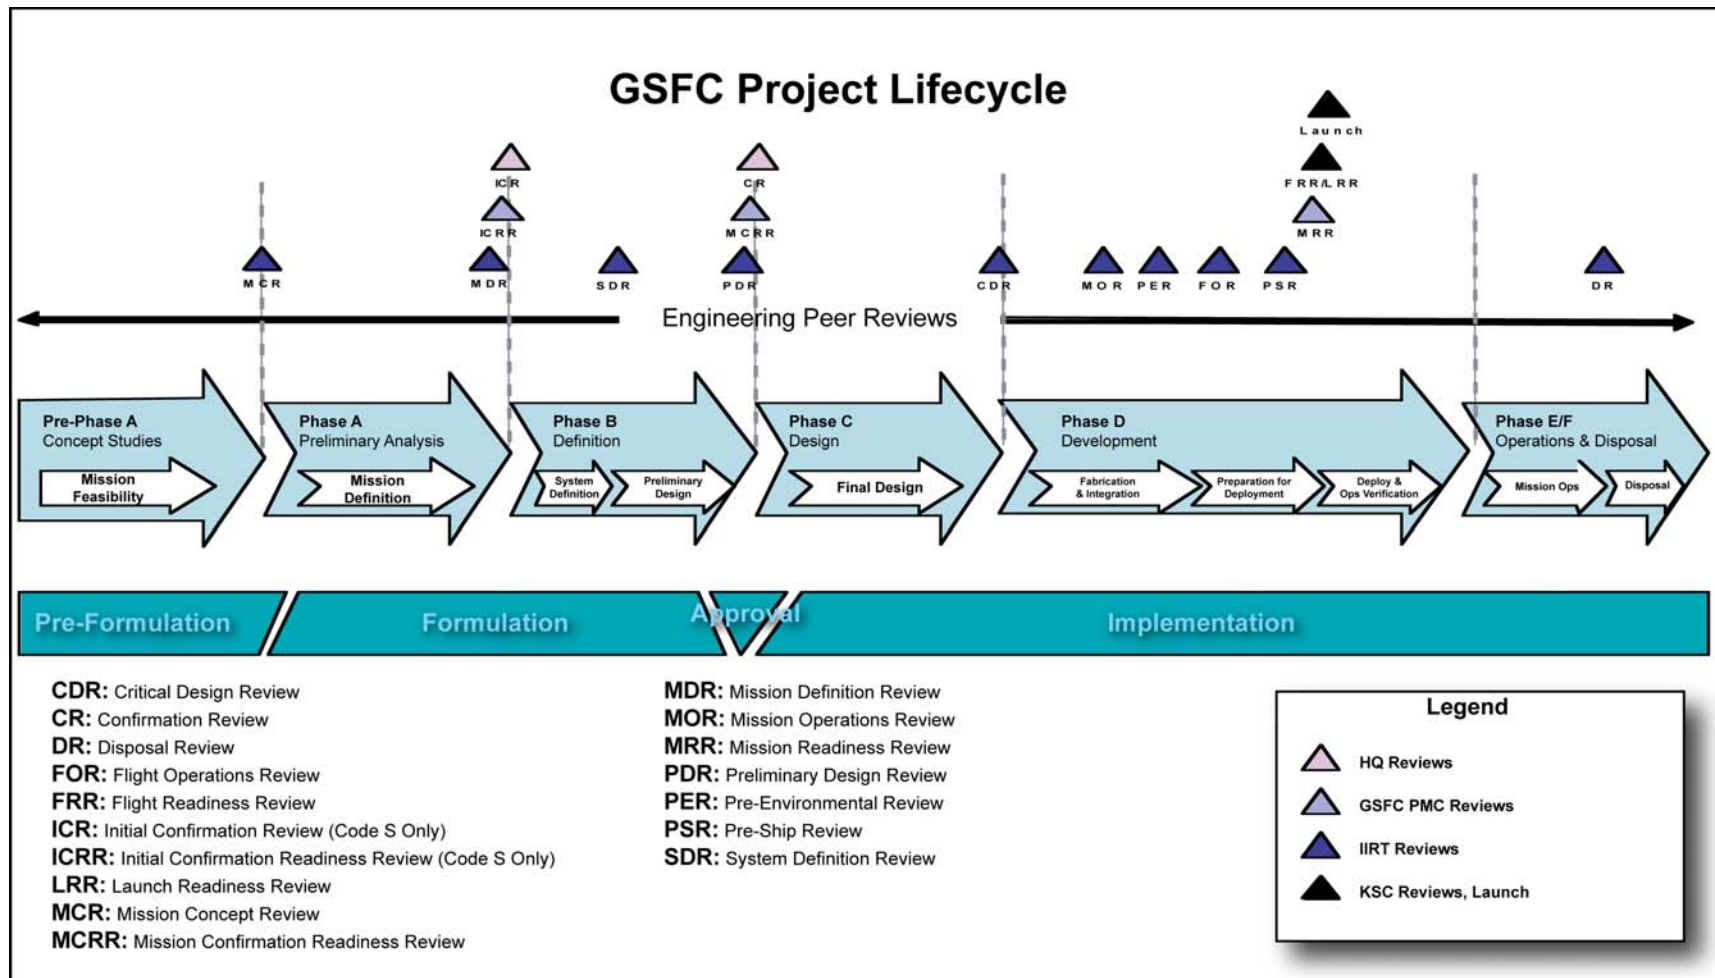 GSFC Project Lifecycle
Launch
ICR
CR
FRR/LRR
ICRR
MCRR
MRR
MCR
MDR
SDR
PDR
CDR
MOR
PER
FOR
PSR
DR
Engineering Peer Reviews
Pre-Phase A
Concept Studies
Mission
Feasibility
Phase A
Preliminary Analysis
Mission
Definition
Phase B
Definition
System
Definition
Preliminary
Design
Phase C
Design
Final Design
Phase D
Development
Fabrication
& Integration
Preparation for
Deployment
Deploy &
Ops Verification
Phase E/F
Operations & Disposal
Mission Ops
Disposal
Pre-Formulation
Formulation
Approval
Implementation
CDR: Critical Design Review
CR: Confirmation Review
DR: Disposal Review
FOR: Flight Operations Review
FRR: Flight Readiness Review
ICR: Initial Confirmation Review (Code S Only)
ICRR: Initial Confirmation Readiness Review (Code S Only)
LRR: Launch Readiness Review
MCR: Mission Concept Review
MCRR: Mission Confirmation Readiness Review
MDR: Mission Definition Review
MOR: Mission Operations Review
MRR: Mission Readiness Review
PDR: Preliminary Design Review
PER: Pre-Environmental Review
PSR: Pre-Ship Review
SDR: System Definition Review
Legend
HQ Reviews
GSFC PMC Reviews
IIRT Reviews
KSC Reviews, Launch